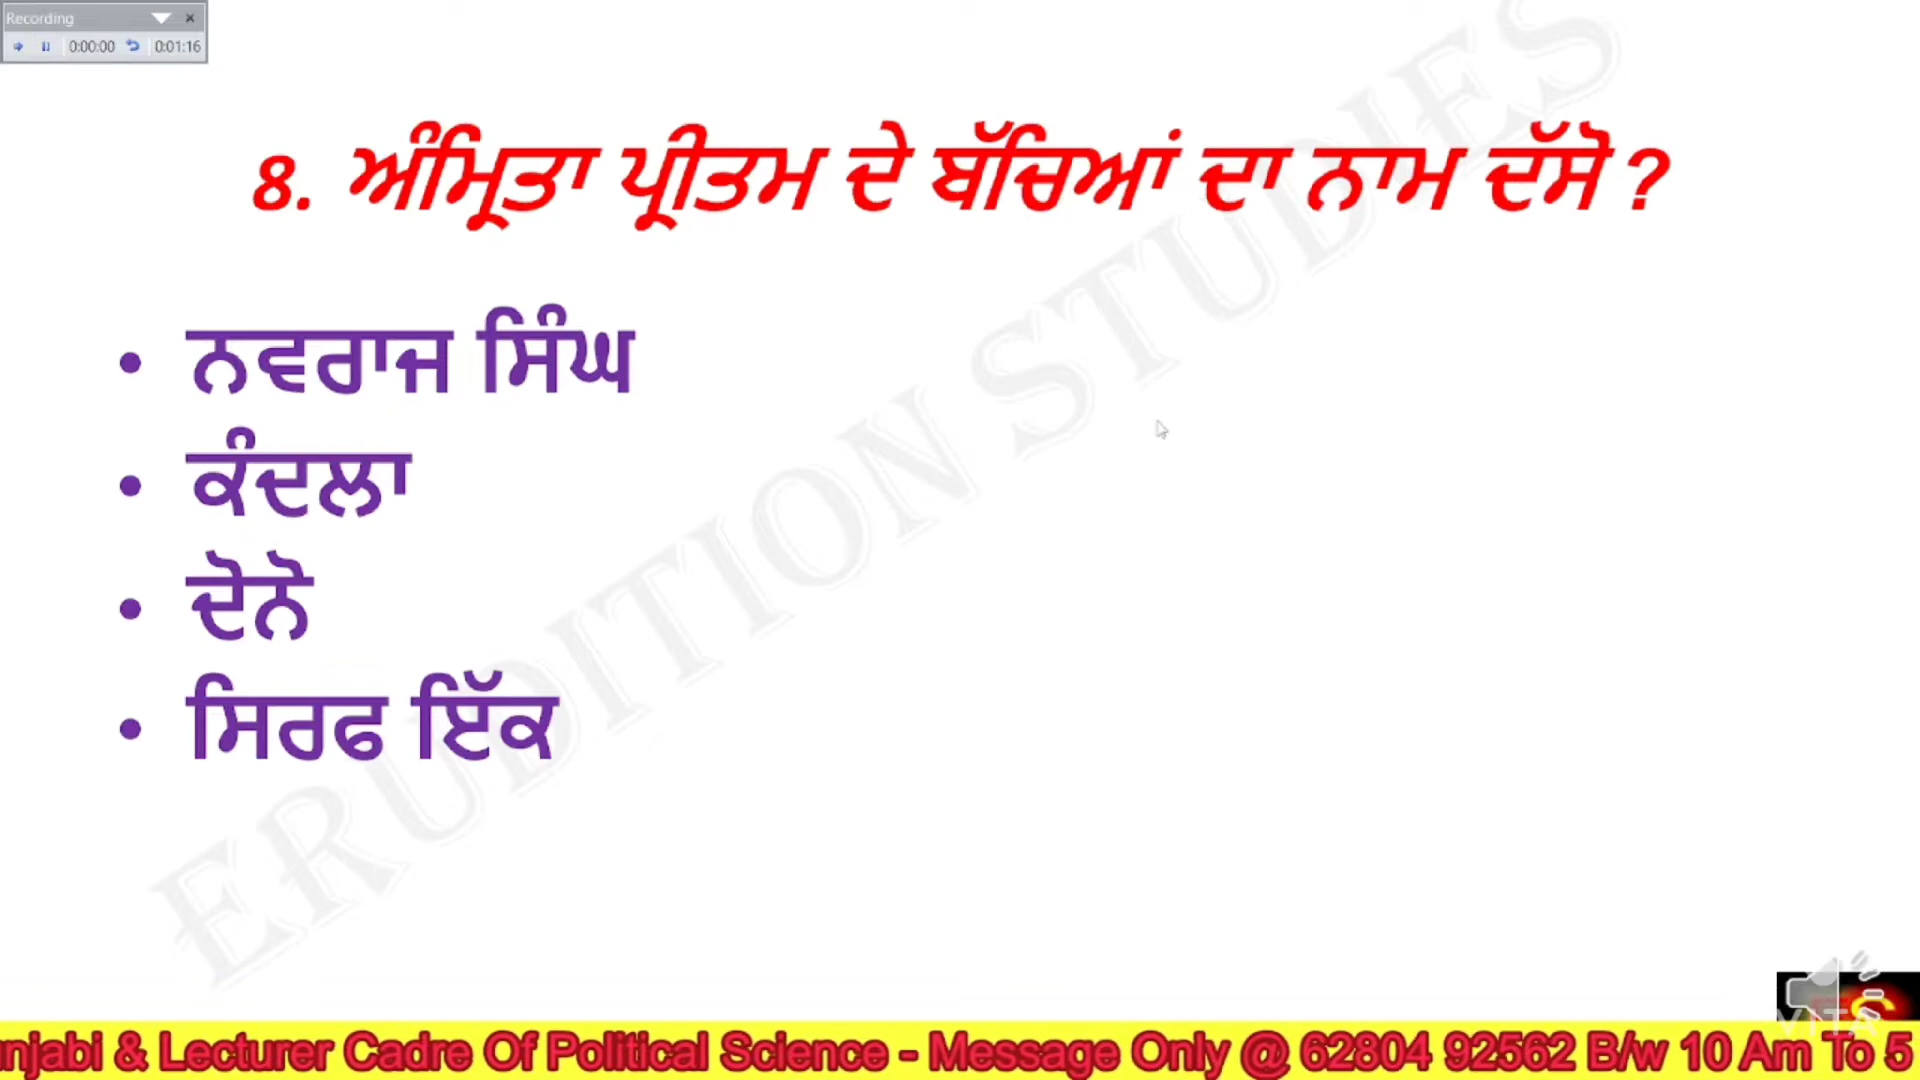 Recording
0:00:00 0:01:16
8. ਅੰਮ੍ਰਿਤਾ ਪ੍ਰੀਤਮ ਦੇ ਬੱਚਿਆਂ ਦਾ ਨਾਮ ਦੱਸੋ ?
• ਨਵਰਾਜ ਸਿੰਘ
• ਕੰਦਲਾ
• ਦੋਨੋ
• ਸਿਰਫ ਇੱਕ
ERUDITION STUDIES
VITA
njabi & Lecturer Cadre Of Political Science - Message Only @ 62804 92562 B/w 10 Am To 5